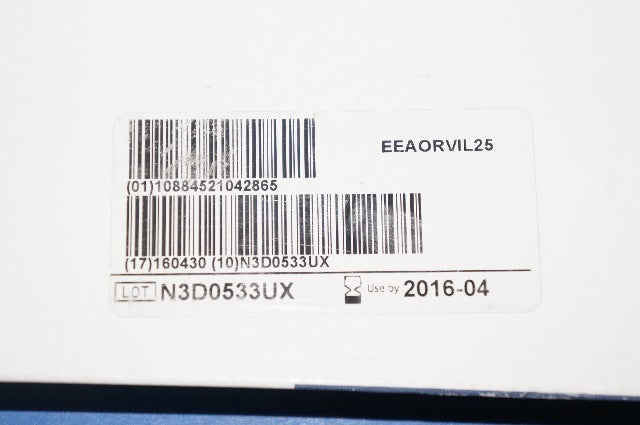 EEAORVIL25
(01)10884521042865
(17)160430 (10)N3D0533UX
LOT N3D0533UX Use by 2016-04